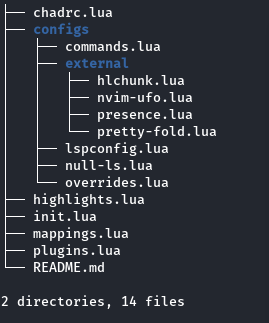 ├── chadrc.lua
├── configs
│   ├── commands.lua
│   ├── external
│   │   ├── hlchunk.lua
│   │   ├── nvim-ufo.lua
│   │   ├── presence.lua
│   │   └── pretty-fold.lua
│   ├── lspconfig.lua
│   ├── null-ls.lua
│   └── overrides.lua
├── highlights.lua
├── init.lua
├── mappings.lua
├── plugins.lua
└── README.md

2 directories, 14 files